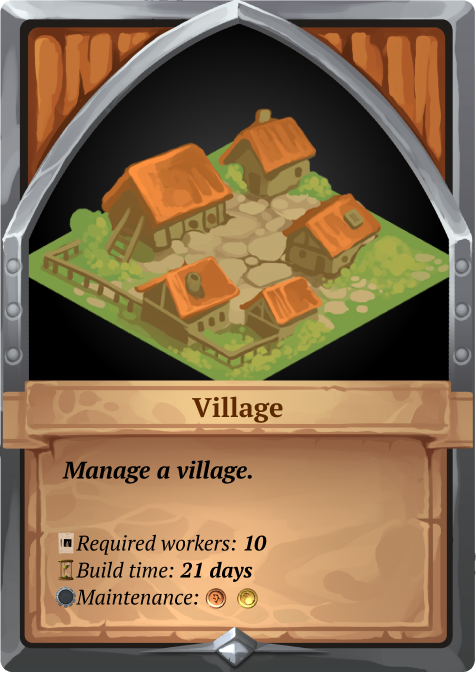 Village
Manage a village.
Required workers: 10
Build time: 21 days
Maintenance: